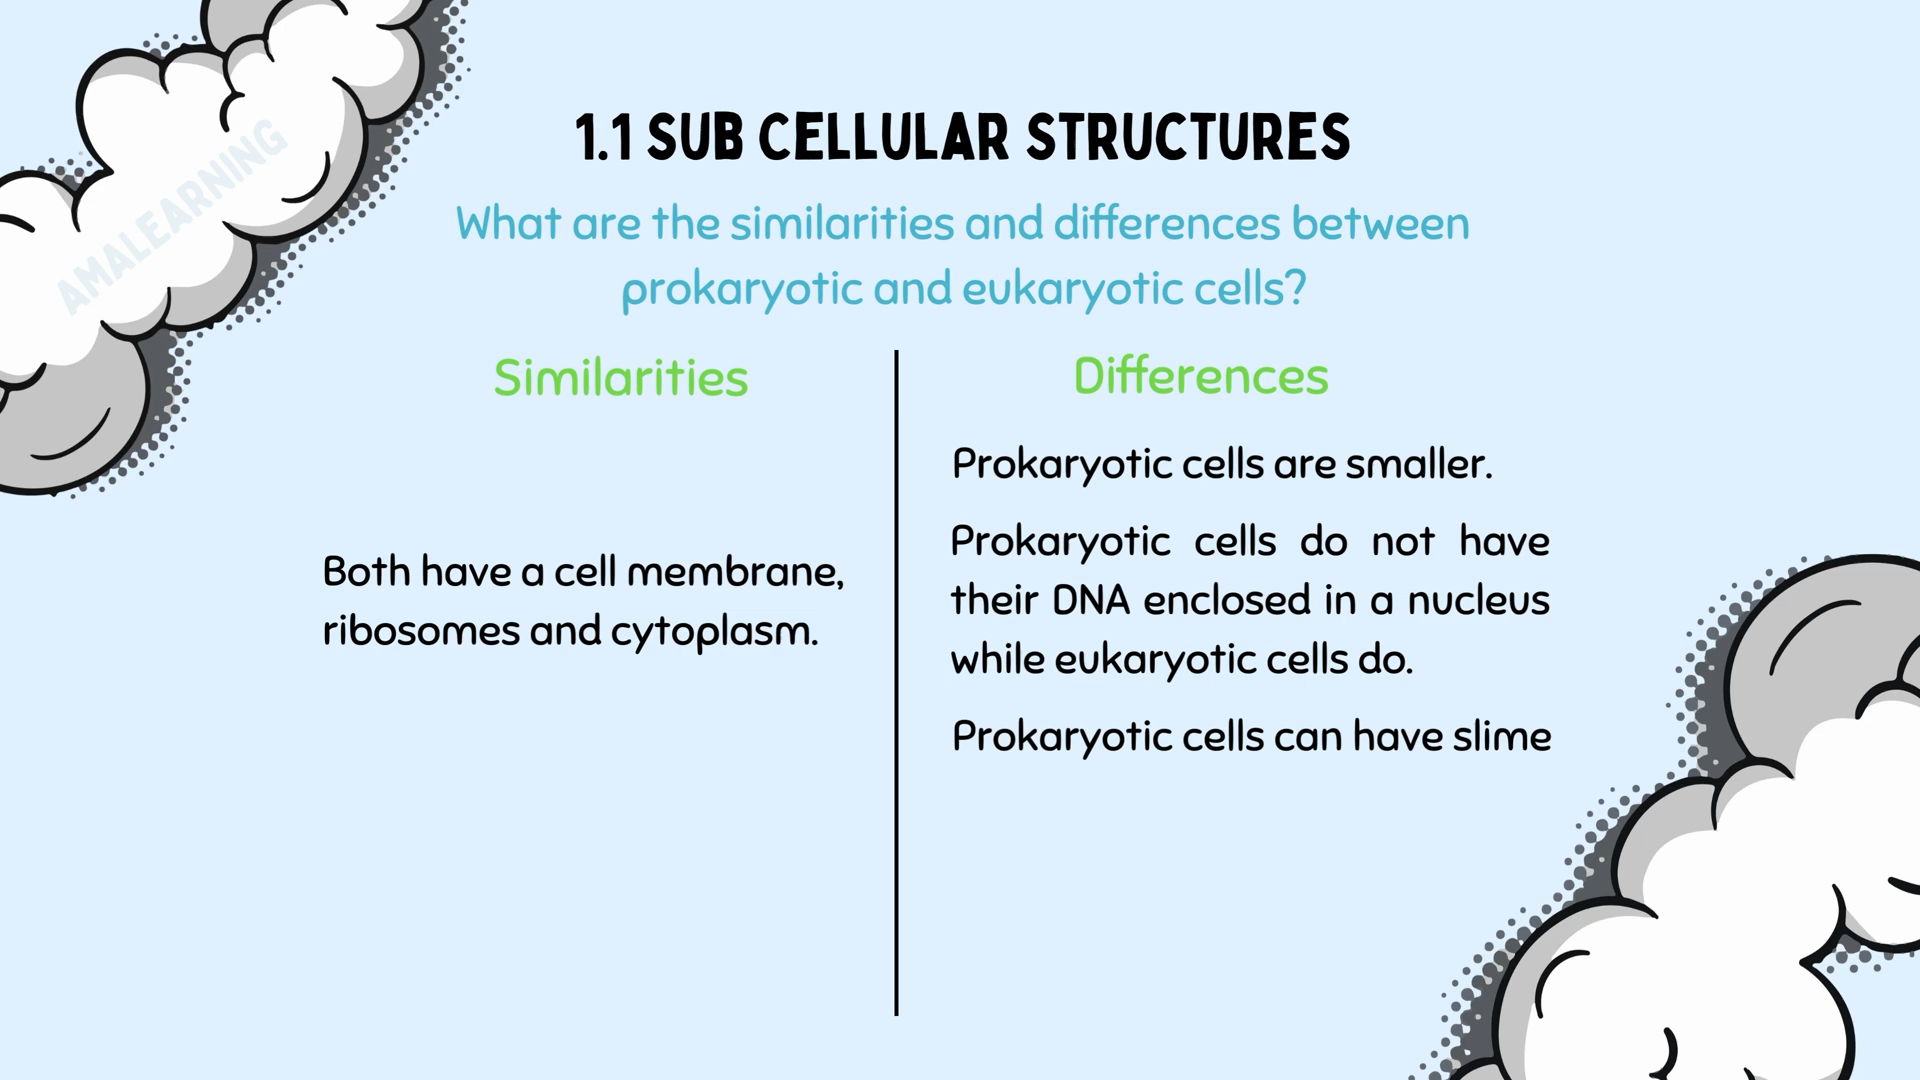 AMALEARNING
1.1 SUB CELLULAR STRUCTURES
What are the similarities and differences between
prokaryotic and eukaryotic cells?
Similarities
Both have a cell membrane,
ribosomes and cytoplasm.
Differences
Prokaryotic cells are smaller.
Prokaryotic cells do not have
their DNA enclosed in a nucleus
while eukaryotic cells do.
Prokaryotic cells can have slime